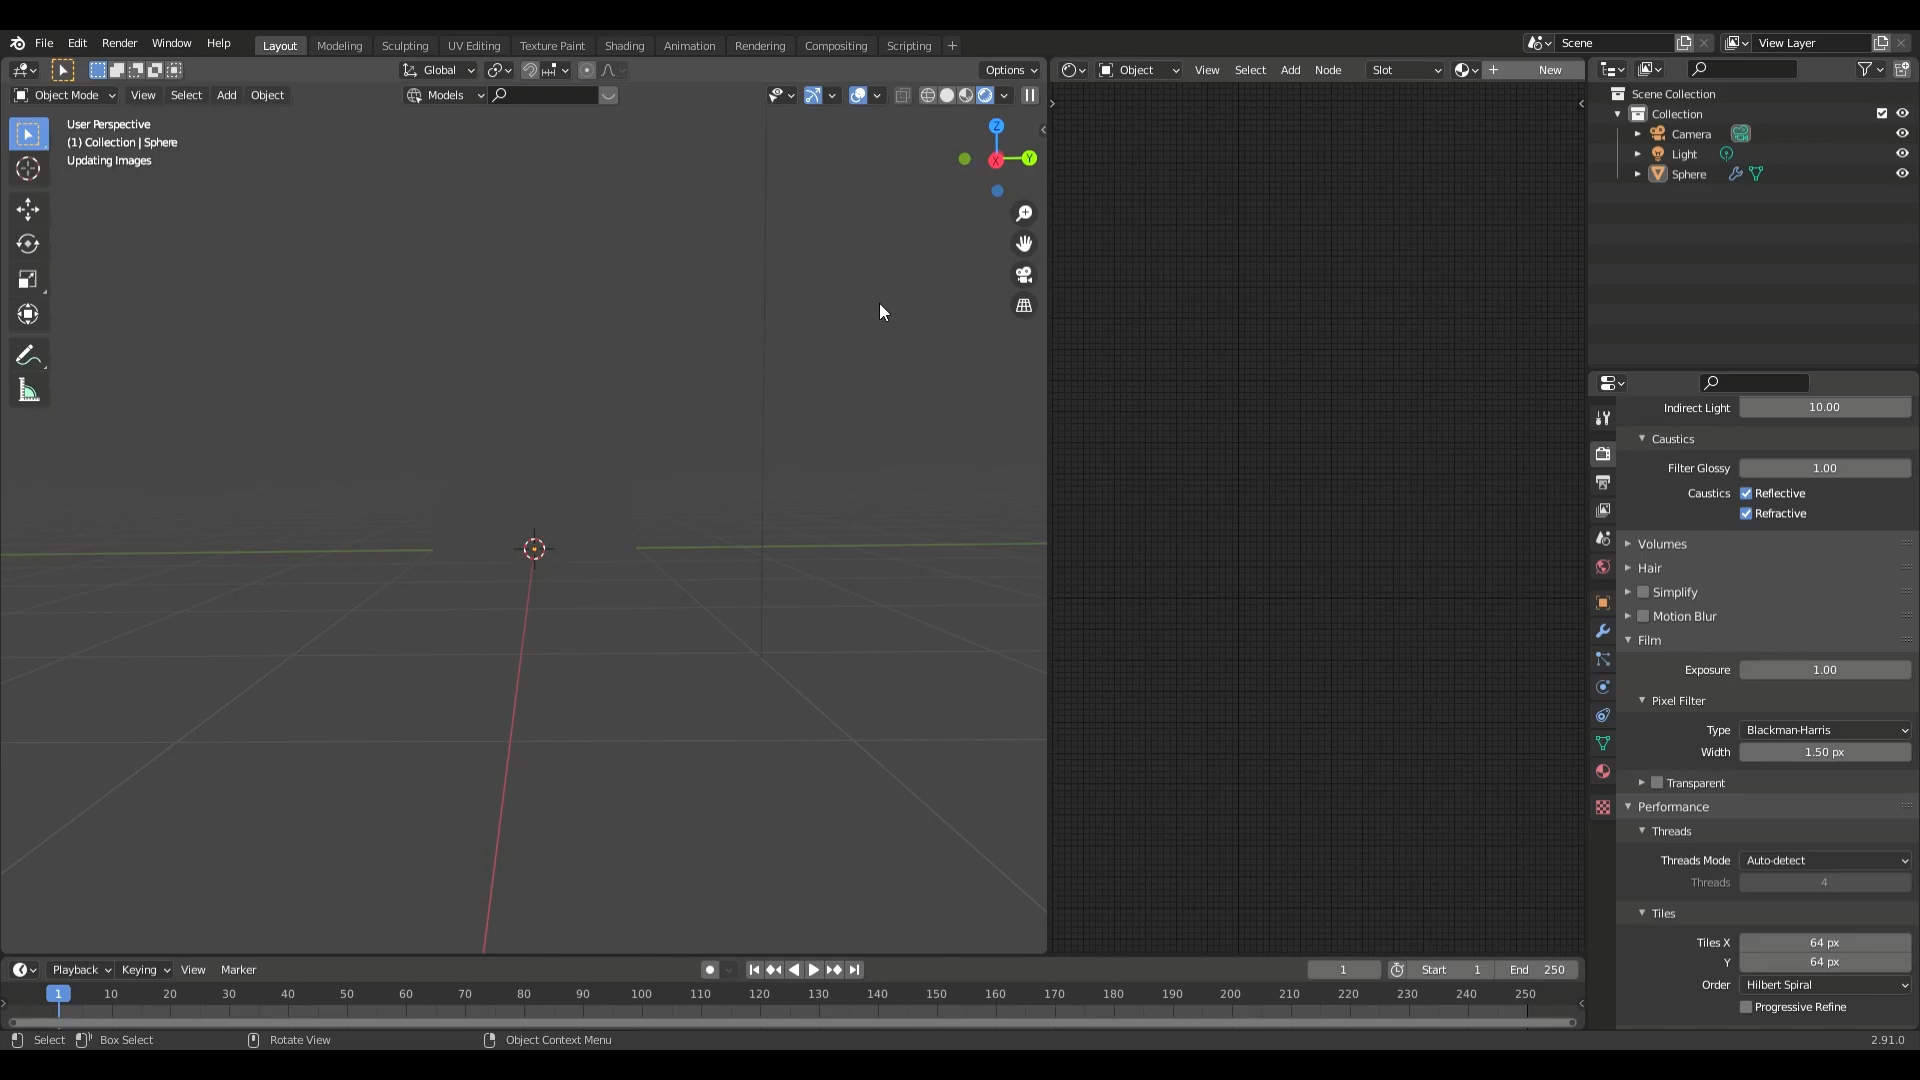 File Edit Render Window Help Layout Modeling Sculpting UV Editing Texture Paint Shading Animation Rendering Compositing Scripting + Scene View Layer
Global Options Object View Select Add Node Slot New
Object Mode View Select Add Object Models
User Perspective
(1) Collection | Sphere
Updating Images
Z
X
Y
Scene Collection
Collection
Camera
Light
Sphere
Indirect Light 10.00
Caustics
Filter Glossy 1.00
Caustics Reflective
Refractive
Volumes
Hair
Simplify
Motion Blur
Film
Exposure 1.00
Pixel Filter
Type Blackman-Harris
Width 1.50 px
Transparent
Performance
Threads
Threads Mode Auto-detect
Threads 4
Tiles
Tiles X 64 px
Y 64 px
Order Hilbert Spiral
Progressive Refine
Playback Keying View Marker 1 Start 1 End 250
1 10 20 30 40 50 60 70 80 90 100 110 120 130 140 150 160 170 180 190 200 210 220 230 240 250
Select Box Select Rotate View Object Context Menu 2.91.0